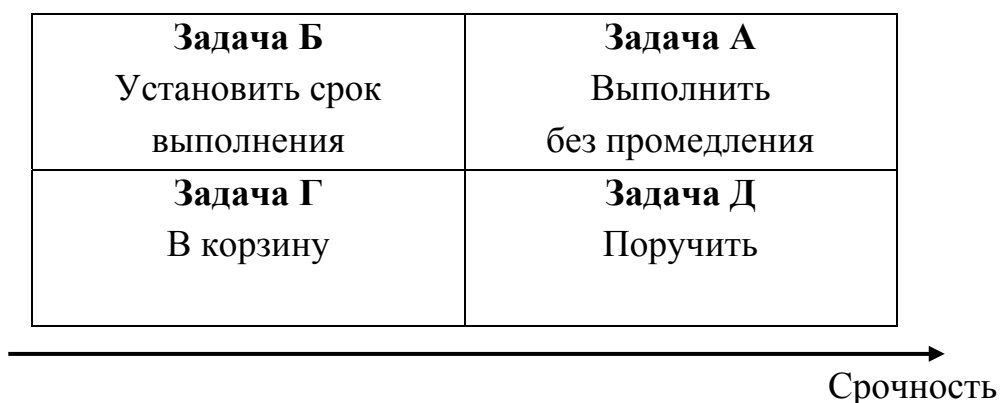 Задача Б
Установить срок
выполнения
Задача А
Выполнить
без промедления
Задача Г
В корзину
Задача Д
Поручить
Срочность